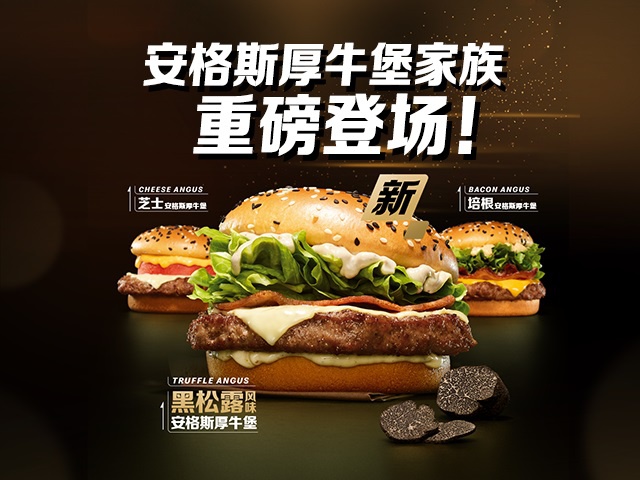 安格斯厚牛堡家族
重磅登场！
新
CHEESE ANGUS
芝士安格斯厚牛堡
BACON ANGUS
培根安格斯厚牛堡
TRUFFLE ANGUS
黑松露风味
安格斯厚牛堡